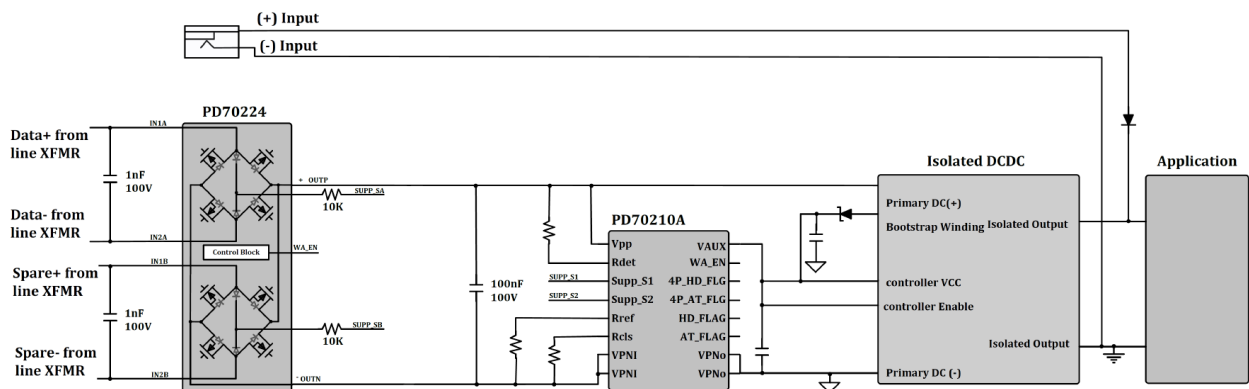 (+) Input
(-) Input
PD70224
Data+ from
line XFMR
IN1A
1nF
100V
Data- from
line XFMR
IN2A
+ OUTP
SUPP_SA
10K
Control Block
WA_EN
Spare+ from
line XFMR
IN1B
1nF
100V
SUPP_SB
10K
Spare- from
line XFMR
IN2B
- OUTN
100nF
100V
PD70210A
Vpp
Rdet
SUPP_S1
Supp_S1
SUPP_S2
Supp_S2
Rref
Rcls
VPNI
VPNI
VAUX
WA_EN
4P_HD_FLG
4P_AT_FLG
HD_FLAG
AT_FLAG
VPNo
VPNo
Isolated DCDC
Primary DC(+)
Bootstrap Winding
Isolated Output
controller VCC
controller Enable
Isolated Output
Primary DC (-)
Application